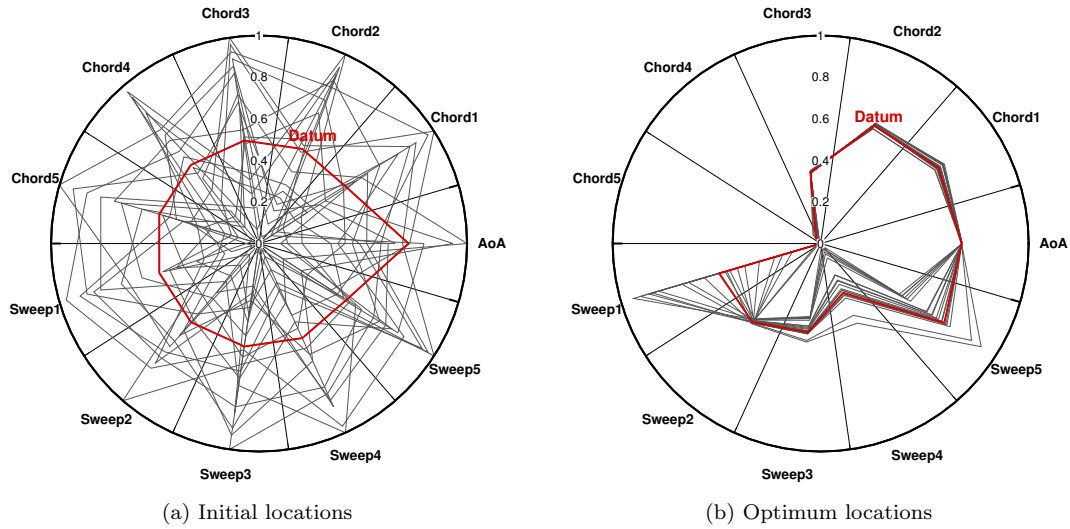 Chord3
Chord2
Chord4
Chord1
Chord5
AoA
Sweep1
Sweep5
Sweep2
Sweep4
Sweep3
1
0.8
0.6
0.4
0.2
0
Datum
(a) Initial locations
Chord3
Chord2
Chord4
Chord1
Chord5
AoA
Sweep1
Sweep5
Sweep2
Sweep4
Sweep3
1
0.8
0.6
0.4
0.2
0
Datum
(b) Optimum locations